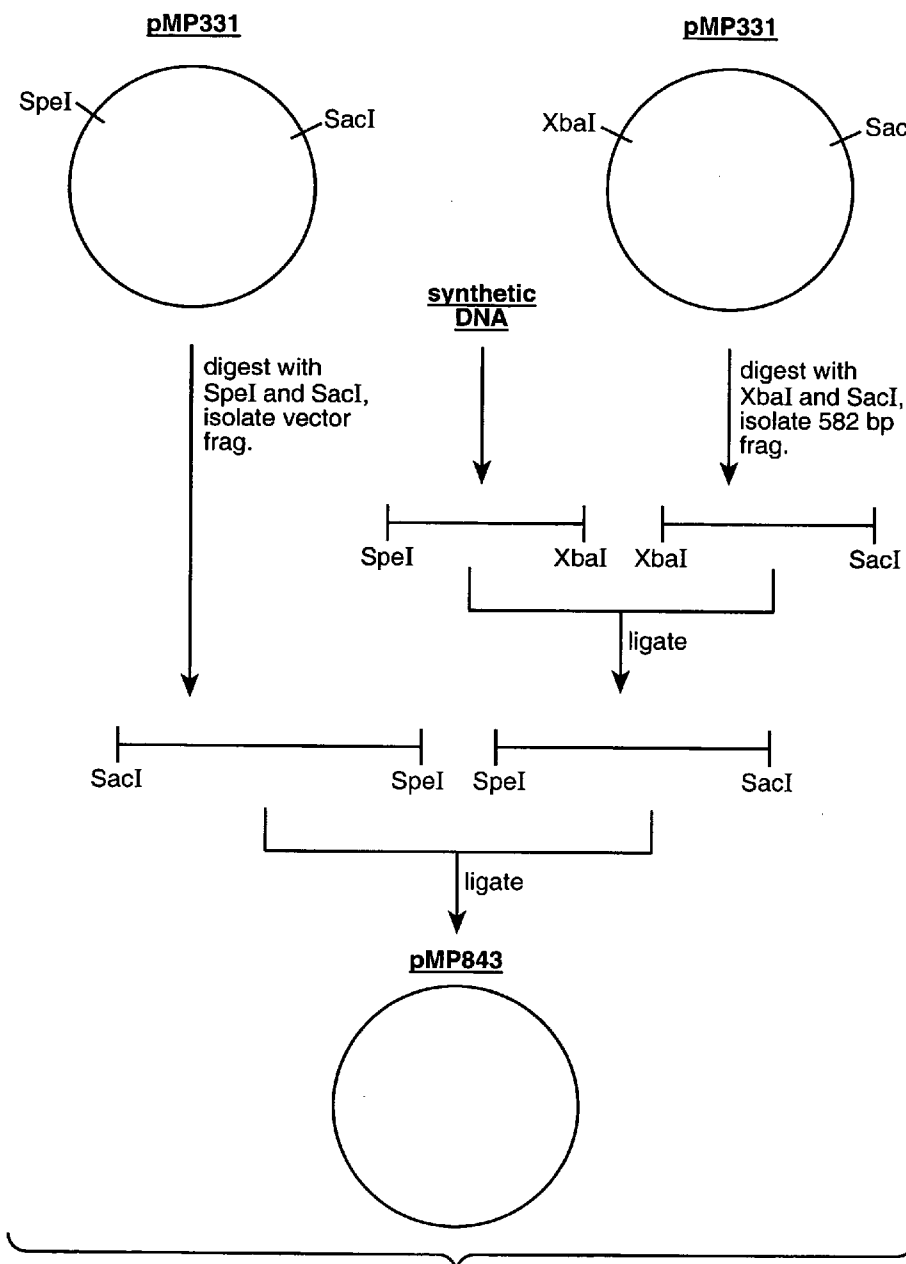 pMP331
pMP331
SpeI
SacI
XbaI
Sac
synthetic
DNA
digest with
SpeI and SacI,
isolate vector
frag.
digest with
XbaI and SacI,
isolate 582 bp
frag.
SpeI
XbaI
XbaI
SacI
ligate
SacI
SpeI
SpeI
SacI
ligate
pMP843